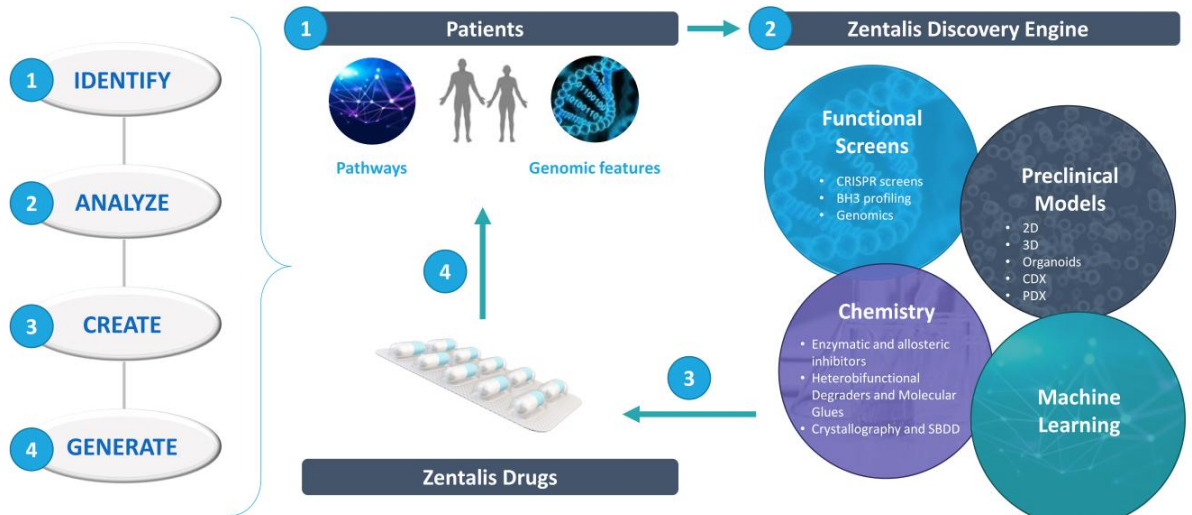 1 IDENTIFY
2 ANALYZE
3 CREATE
4 GENERATE
1 Patients
Pathways
Genomic features
2 Zentalis Discovery Engine
Functional
Screens
• CRISPR screens
• BH3 profiling
• Genomics
Preclinical
Models
• 2D
• 3D
• Organoids
• CDX
• PDX
Chemistry
• Enzymatic and allosteric
inhibitors
• Heterobifunctional
Degraders and Molecular
Glues
• Crystallography and SBDD
Machine
Learning
3
4
Zentalis Drugs